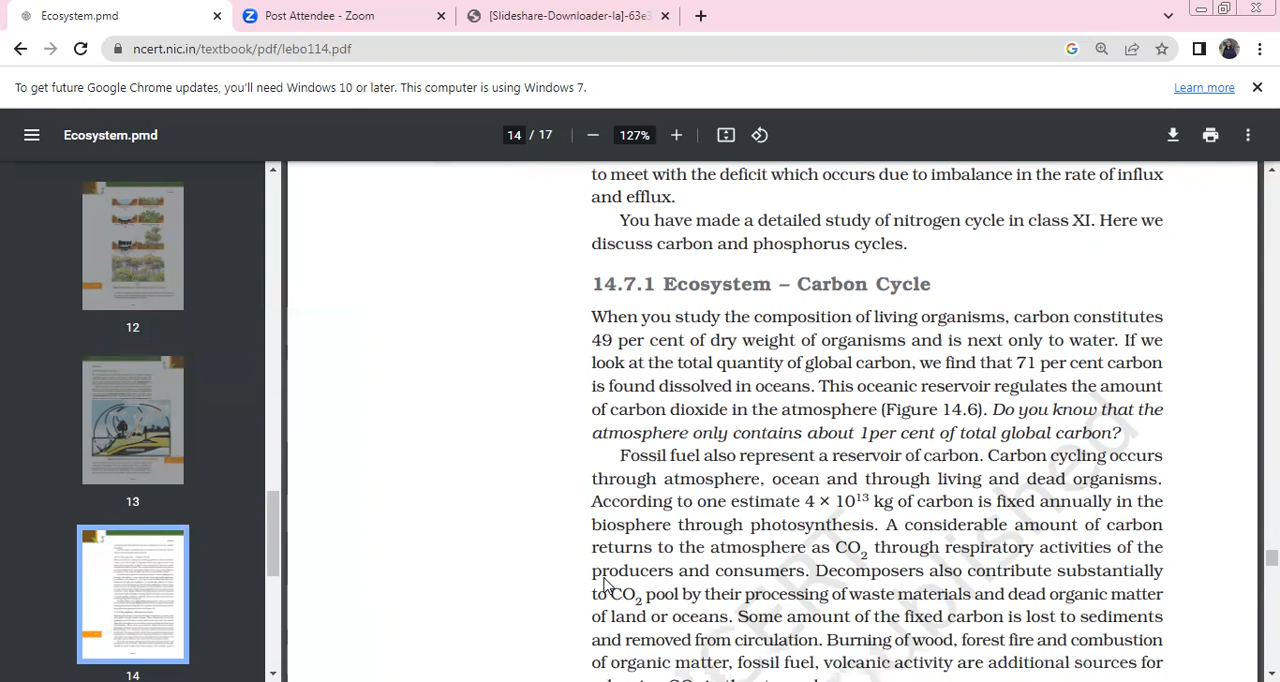 Ecosystem.pmd
Post Attendee - Zoom
[Slideshare-Downloader-la]-63e3
ncert.nic.in/textbook/pdf/lebo114.pdf
To get future Google Chrome updates, you'll need Windows 10 or later. This computer is using Windows 7.
Learn more
Ecosystem.pmd
14 / 17
127%
12
13
14
to meet with the deficit which occurs due to imbalance in the rate of influx
and efflux.
You have made a detailed study of nitrogen cycle in class XI. Here we
discuss carbon and phosphorus cycles.
14.7.1 Ecosystem – Carbon Cycle
When you study the composition of living organisms, carbon constitutes
49 per cent of dry weight of organisms and is next only to water. If we
look at the total quantity of global carbon, we find that 71 per cent carbon
is found dissolved in oceans. This oceanic reservoir regulates the amount
of carbon dioxide in the atmosphere (Figure 14.6). Do you know that the
atmosphere only contains about 1per cent of total global carbon?
Fossil fuel also represent a reservoir of carbon. Carbon cycling occurs
through atmosphere, ocean and through living and dead organisms.
According to one estimate 4 × 10¹³ kg of carbon is fixed annually in the
biosphere through photosynthesis. A considerable amount of carbon
returns to the atmosphere as CO₂ through respiratory activities of the
producers and consumers. Decomposers also contribute substantially
to CO₂ pool by their processing of waste materials and dead organic matter
of land or oceans. Some amount of the fixed carbon is lost to sediments
and removed from circulation. Burning of wood, forest fire and combustion
of organic matter, fossil fuel, volcanic activity are additional sources for